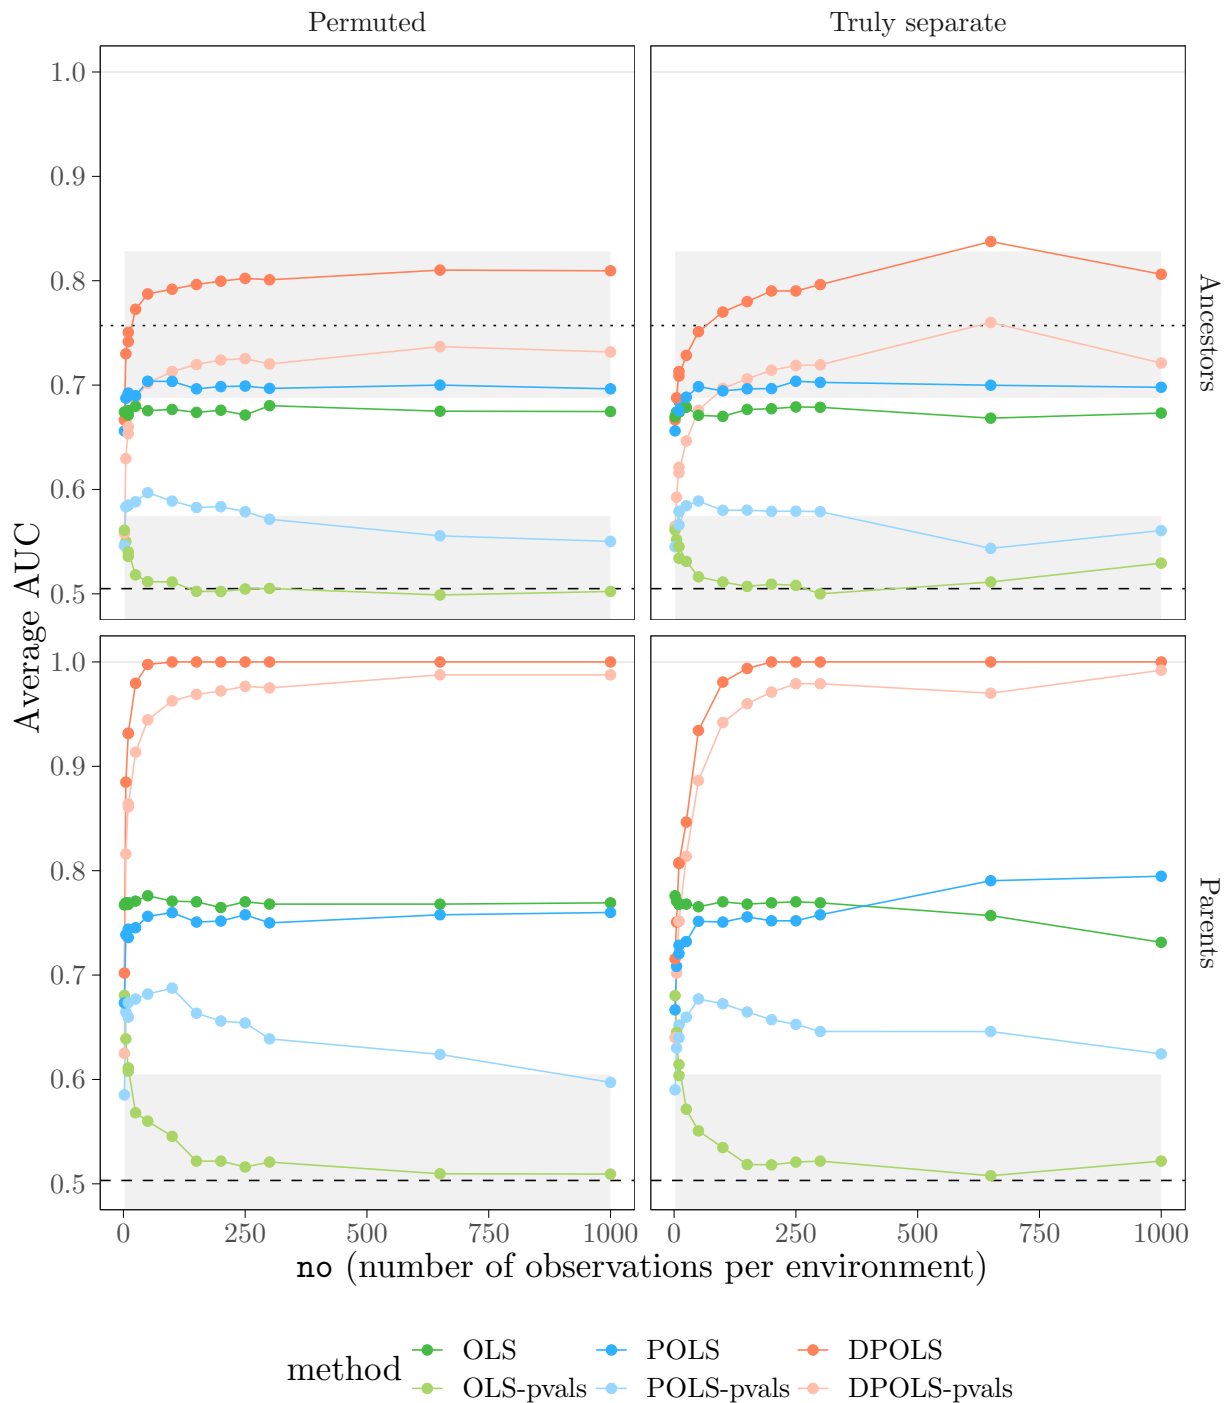 Permuted
Truly separate
1.0
0.9
0.8
0.7
0.6
0.5
Ancestors
Average AUC
1.0
0.9
0.8
0.7
0.6
0.5
Parents
0 250 500 750 1000
0 250 500 750 1000
no (number of observations per environment)
method
OLS POLS DPOLS
OLS-pvals POLS-pvals DPOLS-pvals